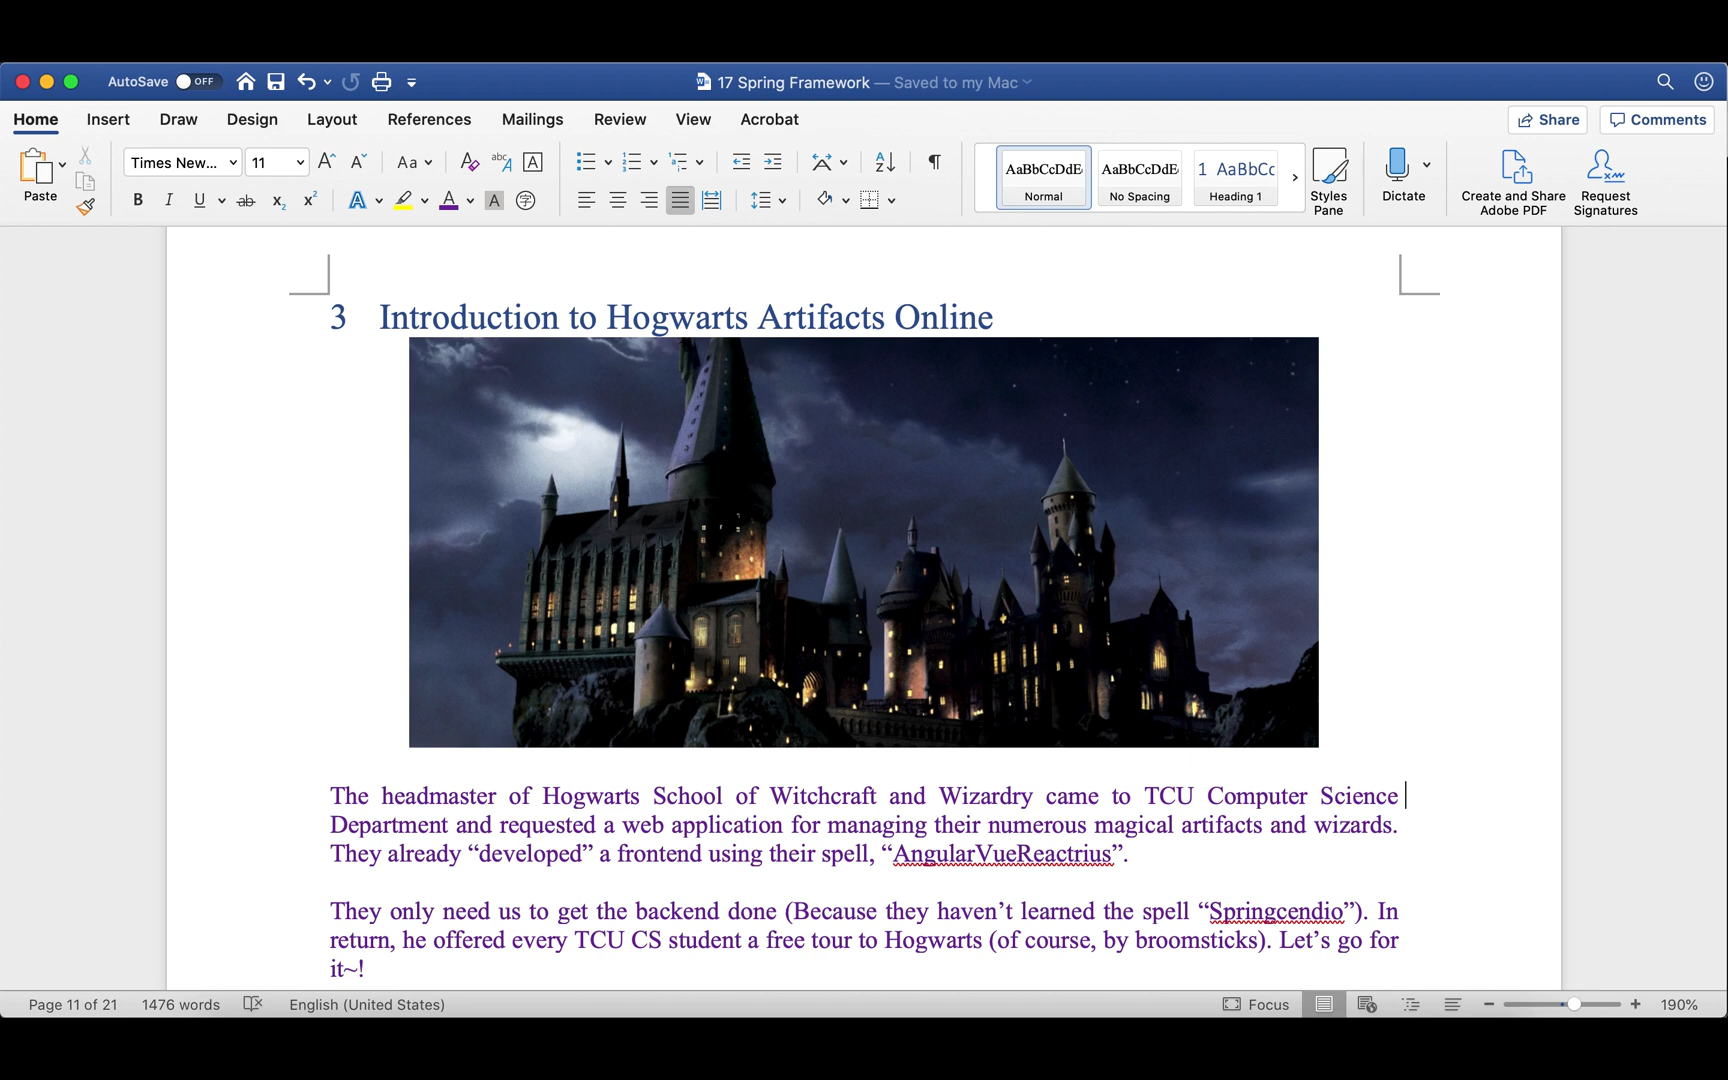 AutoSave OFF 17 Spring Framework — Saved to my Mac
Home Insert Draw Design Layout References Mailings Review View Acrobat Share Comments
Paste Times New... 11 Aa AaBbCcDdE AaBbCcDdE 1 AaBbCc
Normal No Spacing Heading 1 Styles Pane Dictate Create and Share Adobe PDF Request Signatures
3 Introduction to Hogwarts Artifacts Online
The headmaster of Hogwarts School of Witchcraft and Wizardry came to TCU Computer Science
Department and requested a web application for managing their numerous magical artifacts and wizards.
They already “developed” a frontend using their spell, “AngularVueReactrius”.
They only need us to get the backend done (Because they haven’t learned the spell “Springcendio”). In
return, he offered every TCU CS student a free tour to Hogwarts (of course, by broomsticks). Let’s go for
it~!
Page 11 of 21 1476 words English (United States) Focus 190%